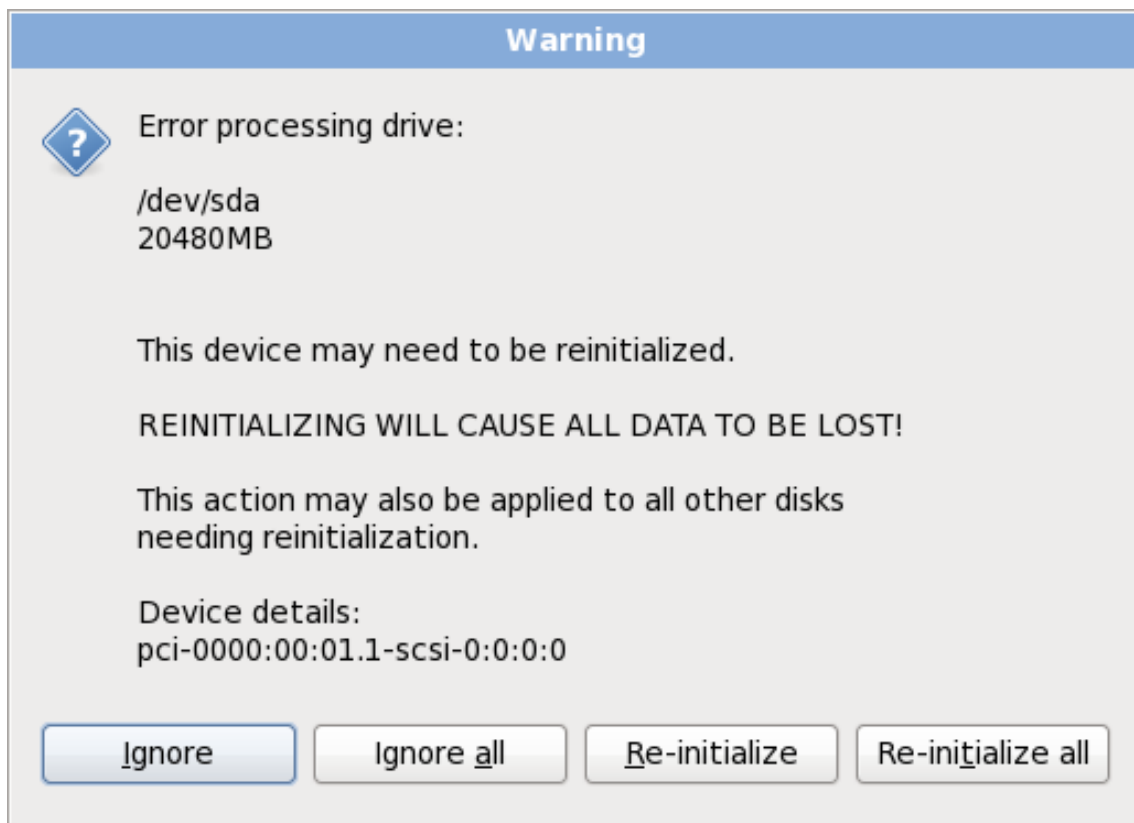 Warning
?
Error processing drive:
/dev/sda
20480MB
This device may need to be reinitialized.
REINITIALIZING WILL CAUSE ALL DATA TO BE LOST!
This action may also be applied to all other disks
needing reinitialization.
Device details:
pci-0000:00:01.1-scsi-0:0:0:0
Ignore
Ignore all
Re-initialize
Re-initialize all